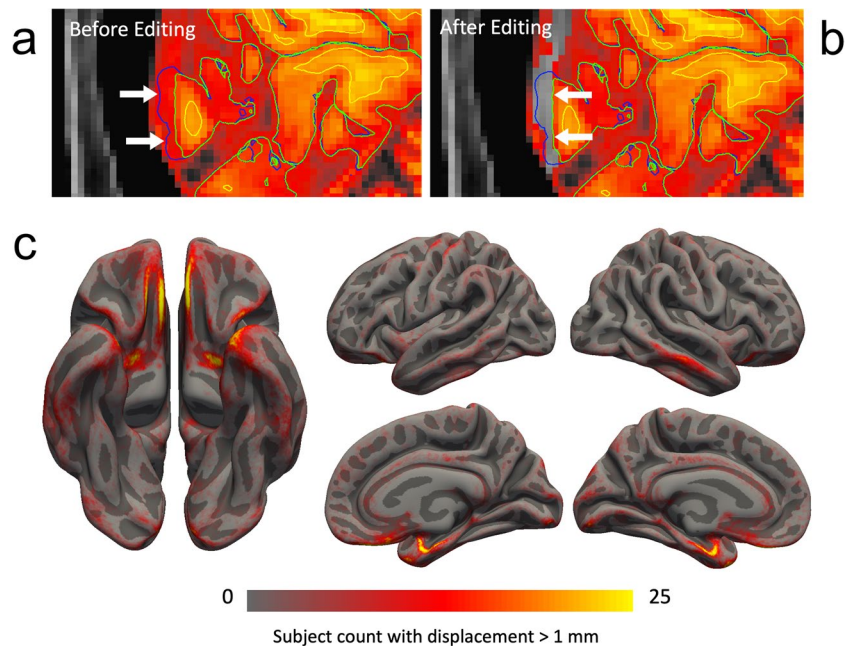 a
Before Editing
After Editing
b
c
0
25
Subject count with displacement > 1 mm